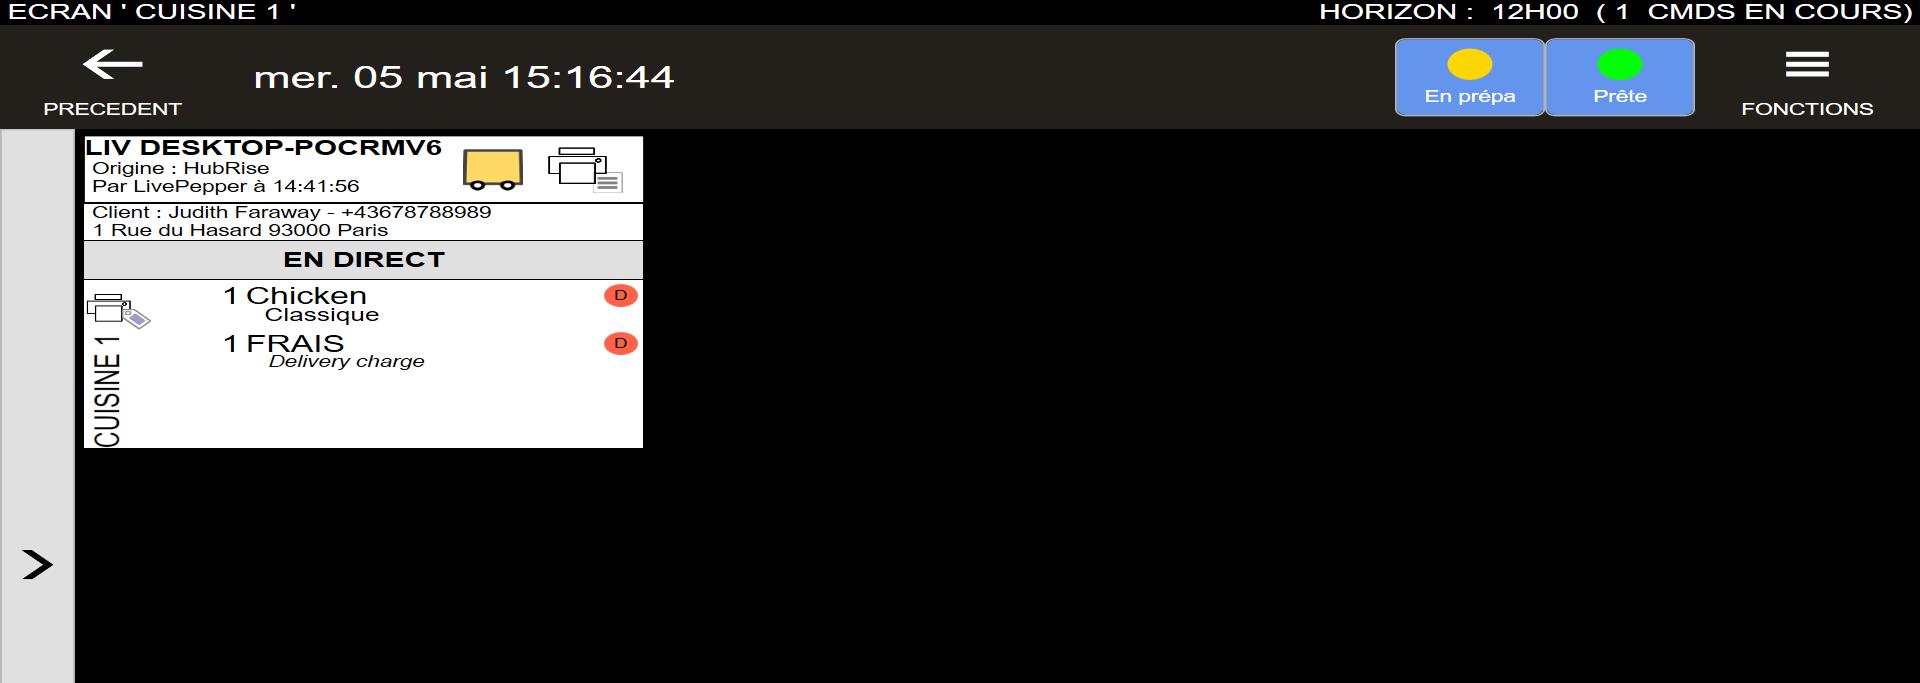 ECRAN ' CUISINE 1 '
HORIZON : 12H00 ( 1 CMDS EN COURS)
PRECEDENT
mer. 05 mai 15:16:44
En prépa
Prête
FONCTIONS
LIV DESKTOP-POCRMV6
Origine : HubRise
Par LivePepper à 14:41:56
Client : Judith Faraway - +43678788989
1 Rue du Hasard 93000 Paris
EN DIRECT
1 Chicken D
Classique
1 FRAIS D
Delivery charge
CUISINE 1